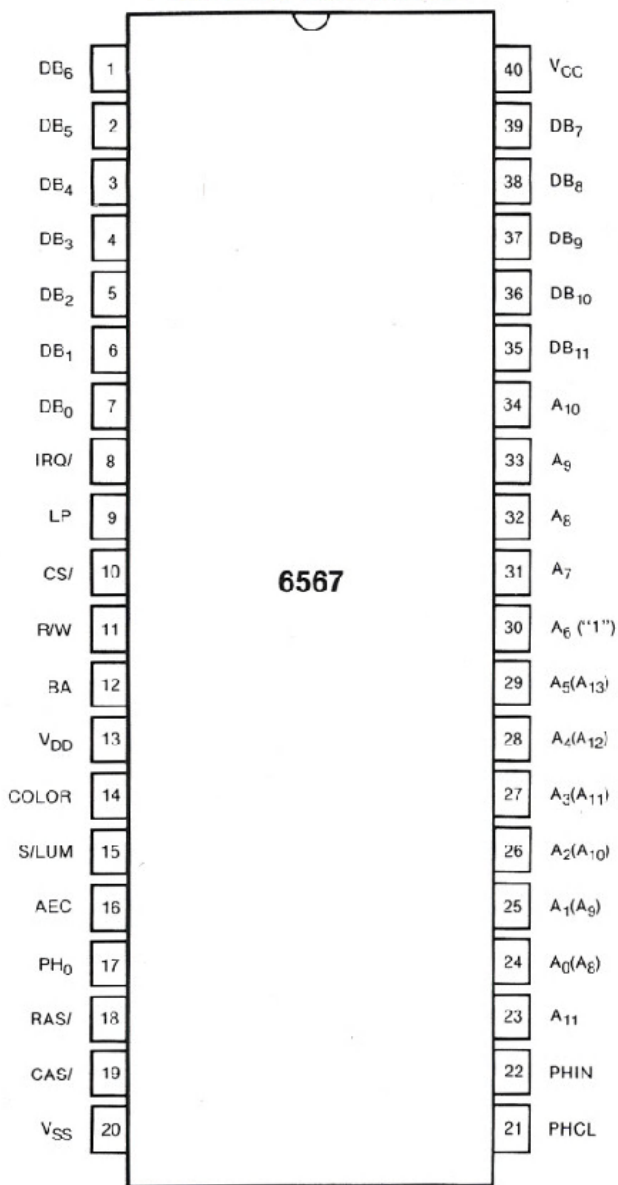 DB₆ 1 40 V_CC
DB₅ 2 39 DB₇
DB₄ 3 38 DB₈
DB₃ 4 37 DB₉
DB₂ 5 36 DB₁₀
DB₁ 6 35 DB₁₁
DB₀ 7 34 A₁₀
IRQ/ 8 33 A₉
LP 9 32 A₈
CS/ 10 31 A₇
6567
R/W 11 30 A₆ ("1")
BA 12 29 A₅(A₁₃)
V_DD 13 28 A₄(A₁₂)
COLOR 14 27 A₃(A₁₁)
S/LUM 15 26 A₂(A₁₀)
AEC 16 25 A₁(A₉)
PH₀ 17 24 A₀(A₈)
RAS/ 18 23 A₁₁
CAS/ 19 22 PHIN
V_SS 20 21 PHCL